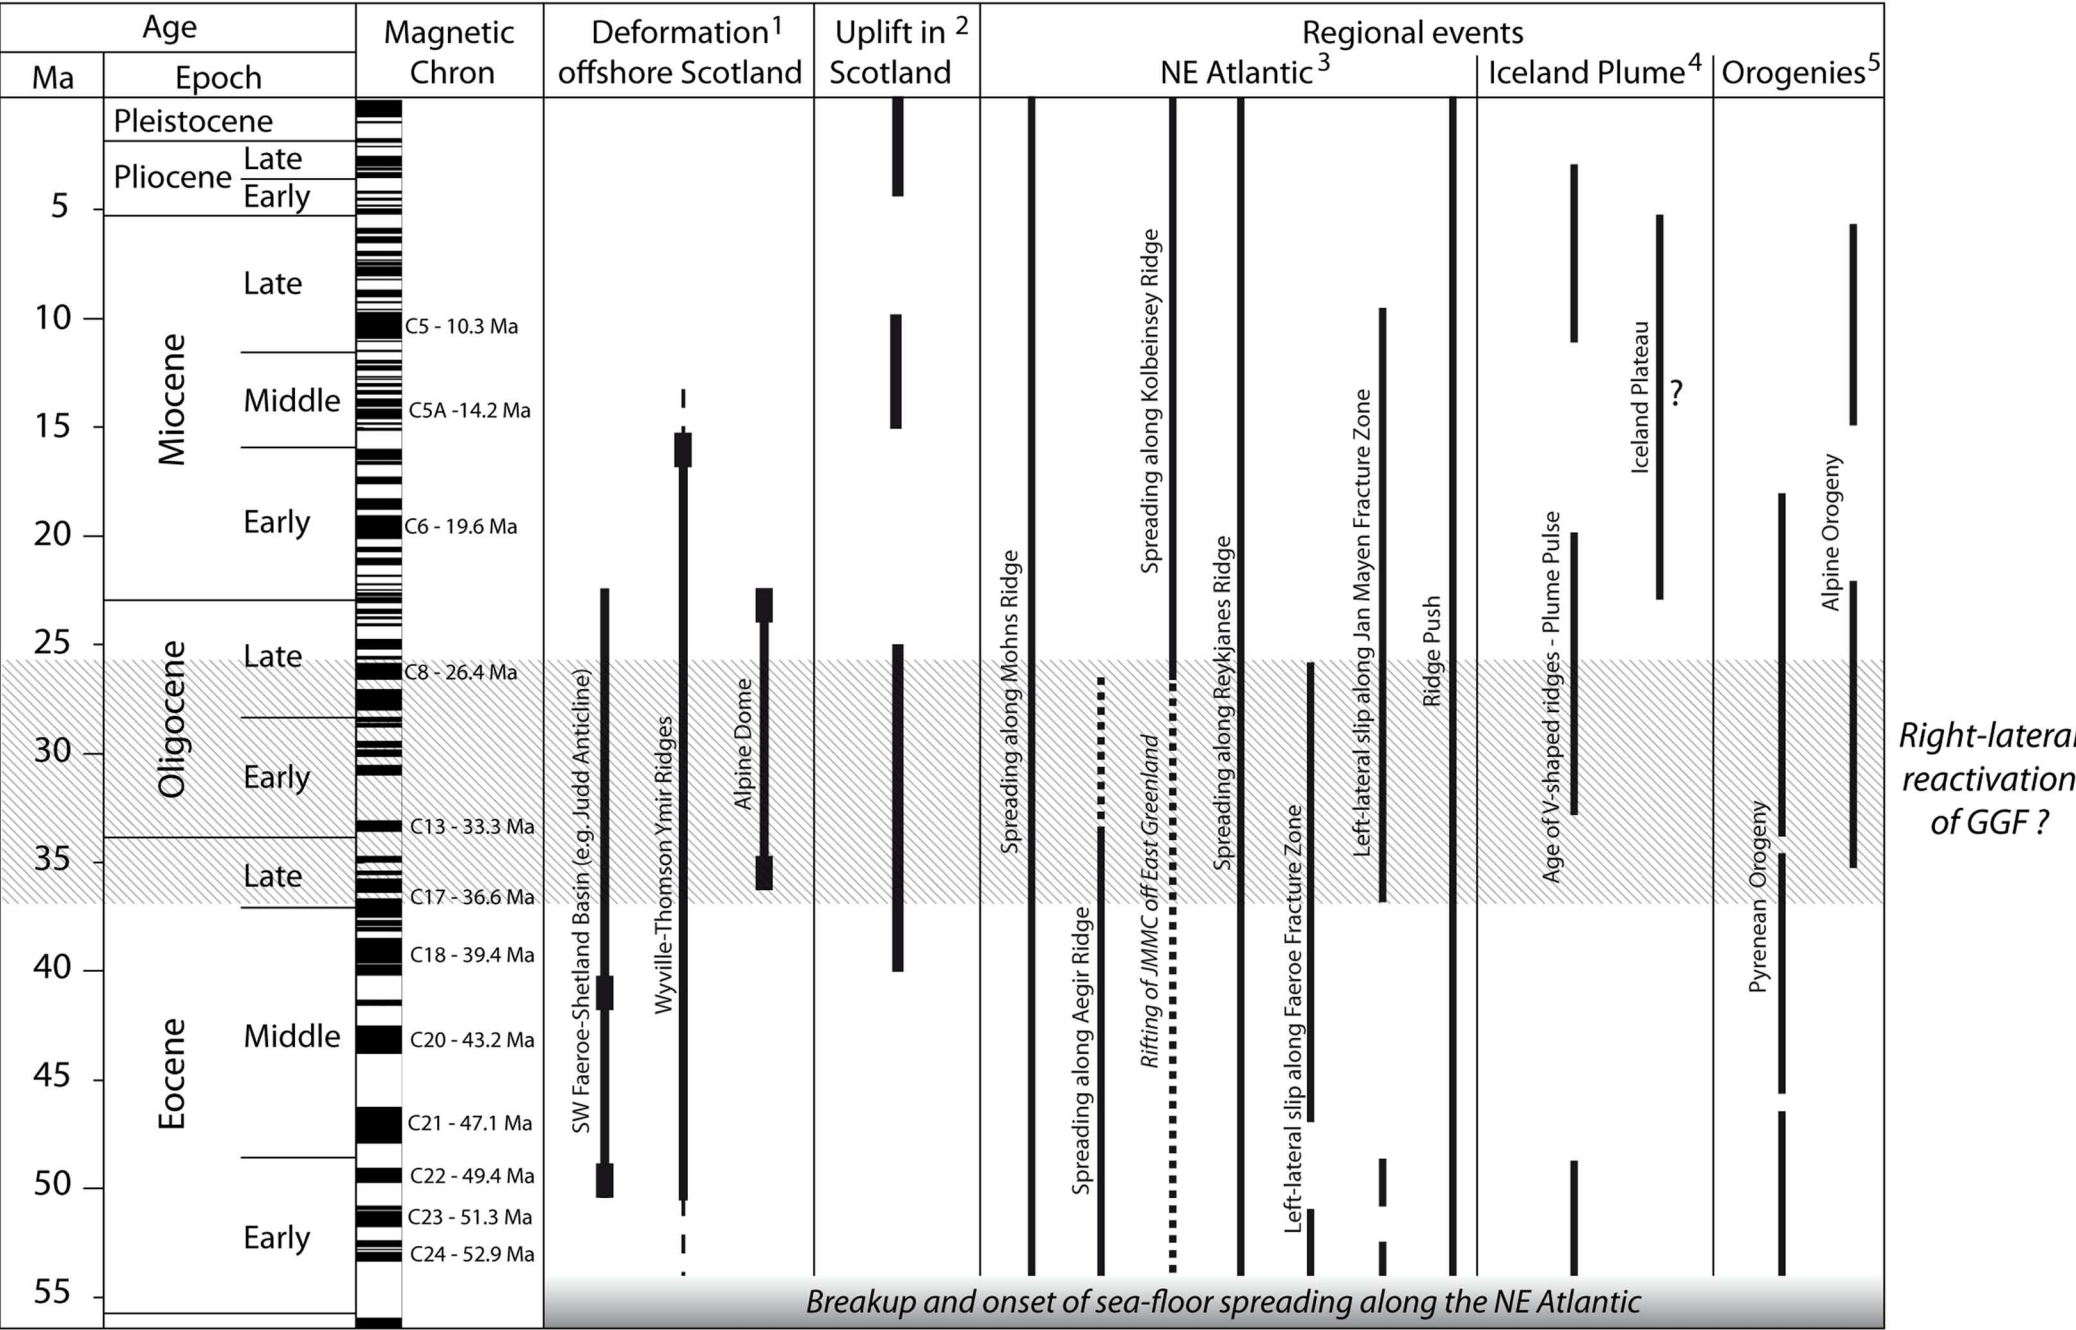 Age
Magnetic
Chron
Deformation1
offshore Scotland
Uplift in 2
Scotland
Regional events
NE Atlantic3
Iceland Plume4
Orogenies5
Ma
Epoch
Pleistocene
Pliocene
Late
Early
Miocene
Late
Middle
Early
Oligocene
Late
Early
Eocene
Late
Middle
Early
5
10
15
20
25
30
35
40
45
50
55
C5 - 10.3 Ma
C5A -14.2 Ma
C6 - 19.6 Ma
C8 - 26.4 Ma
C13 - 33.3 Ma
C17 - 36.6 Ma
C18 - 39.4 Ma
C20 - 43.2 Ma
C21 - 47.1 Ma
C22 - 49.4 Ma
C23 - 51.3 Ma
C24 - 52.9 Ma
SW Faeroe-Shetland Basin (e.g. Judd Anticline)
Wyville-Thomson Ymir Ridges
Alpine Dome
Spreading along Mohns Ridge
Spreading along Aegir Ridge
Spreading along Kolbeinsey Ridge
Rifting of JMMC off East Greenland
Spreading along Reykjanes Ridge
Left-lateral slip along Faeroe Fracture Zone
Left-lateral slip along Jan Mayen Fracture Zone
Ridge Push
Age of V-shaped ridges - Plume Pulse
Iceland Plateau
?
Pyrenean Orogeny
Alpine Orogeny
Right-lateral
reactivation
of GGF ?
Breakup and onset of sea-floor spreading along the NE Atlantic